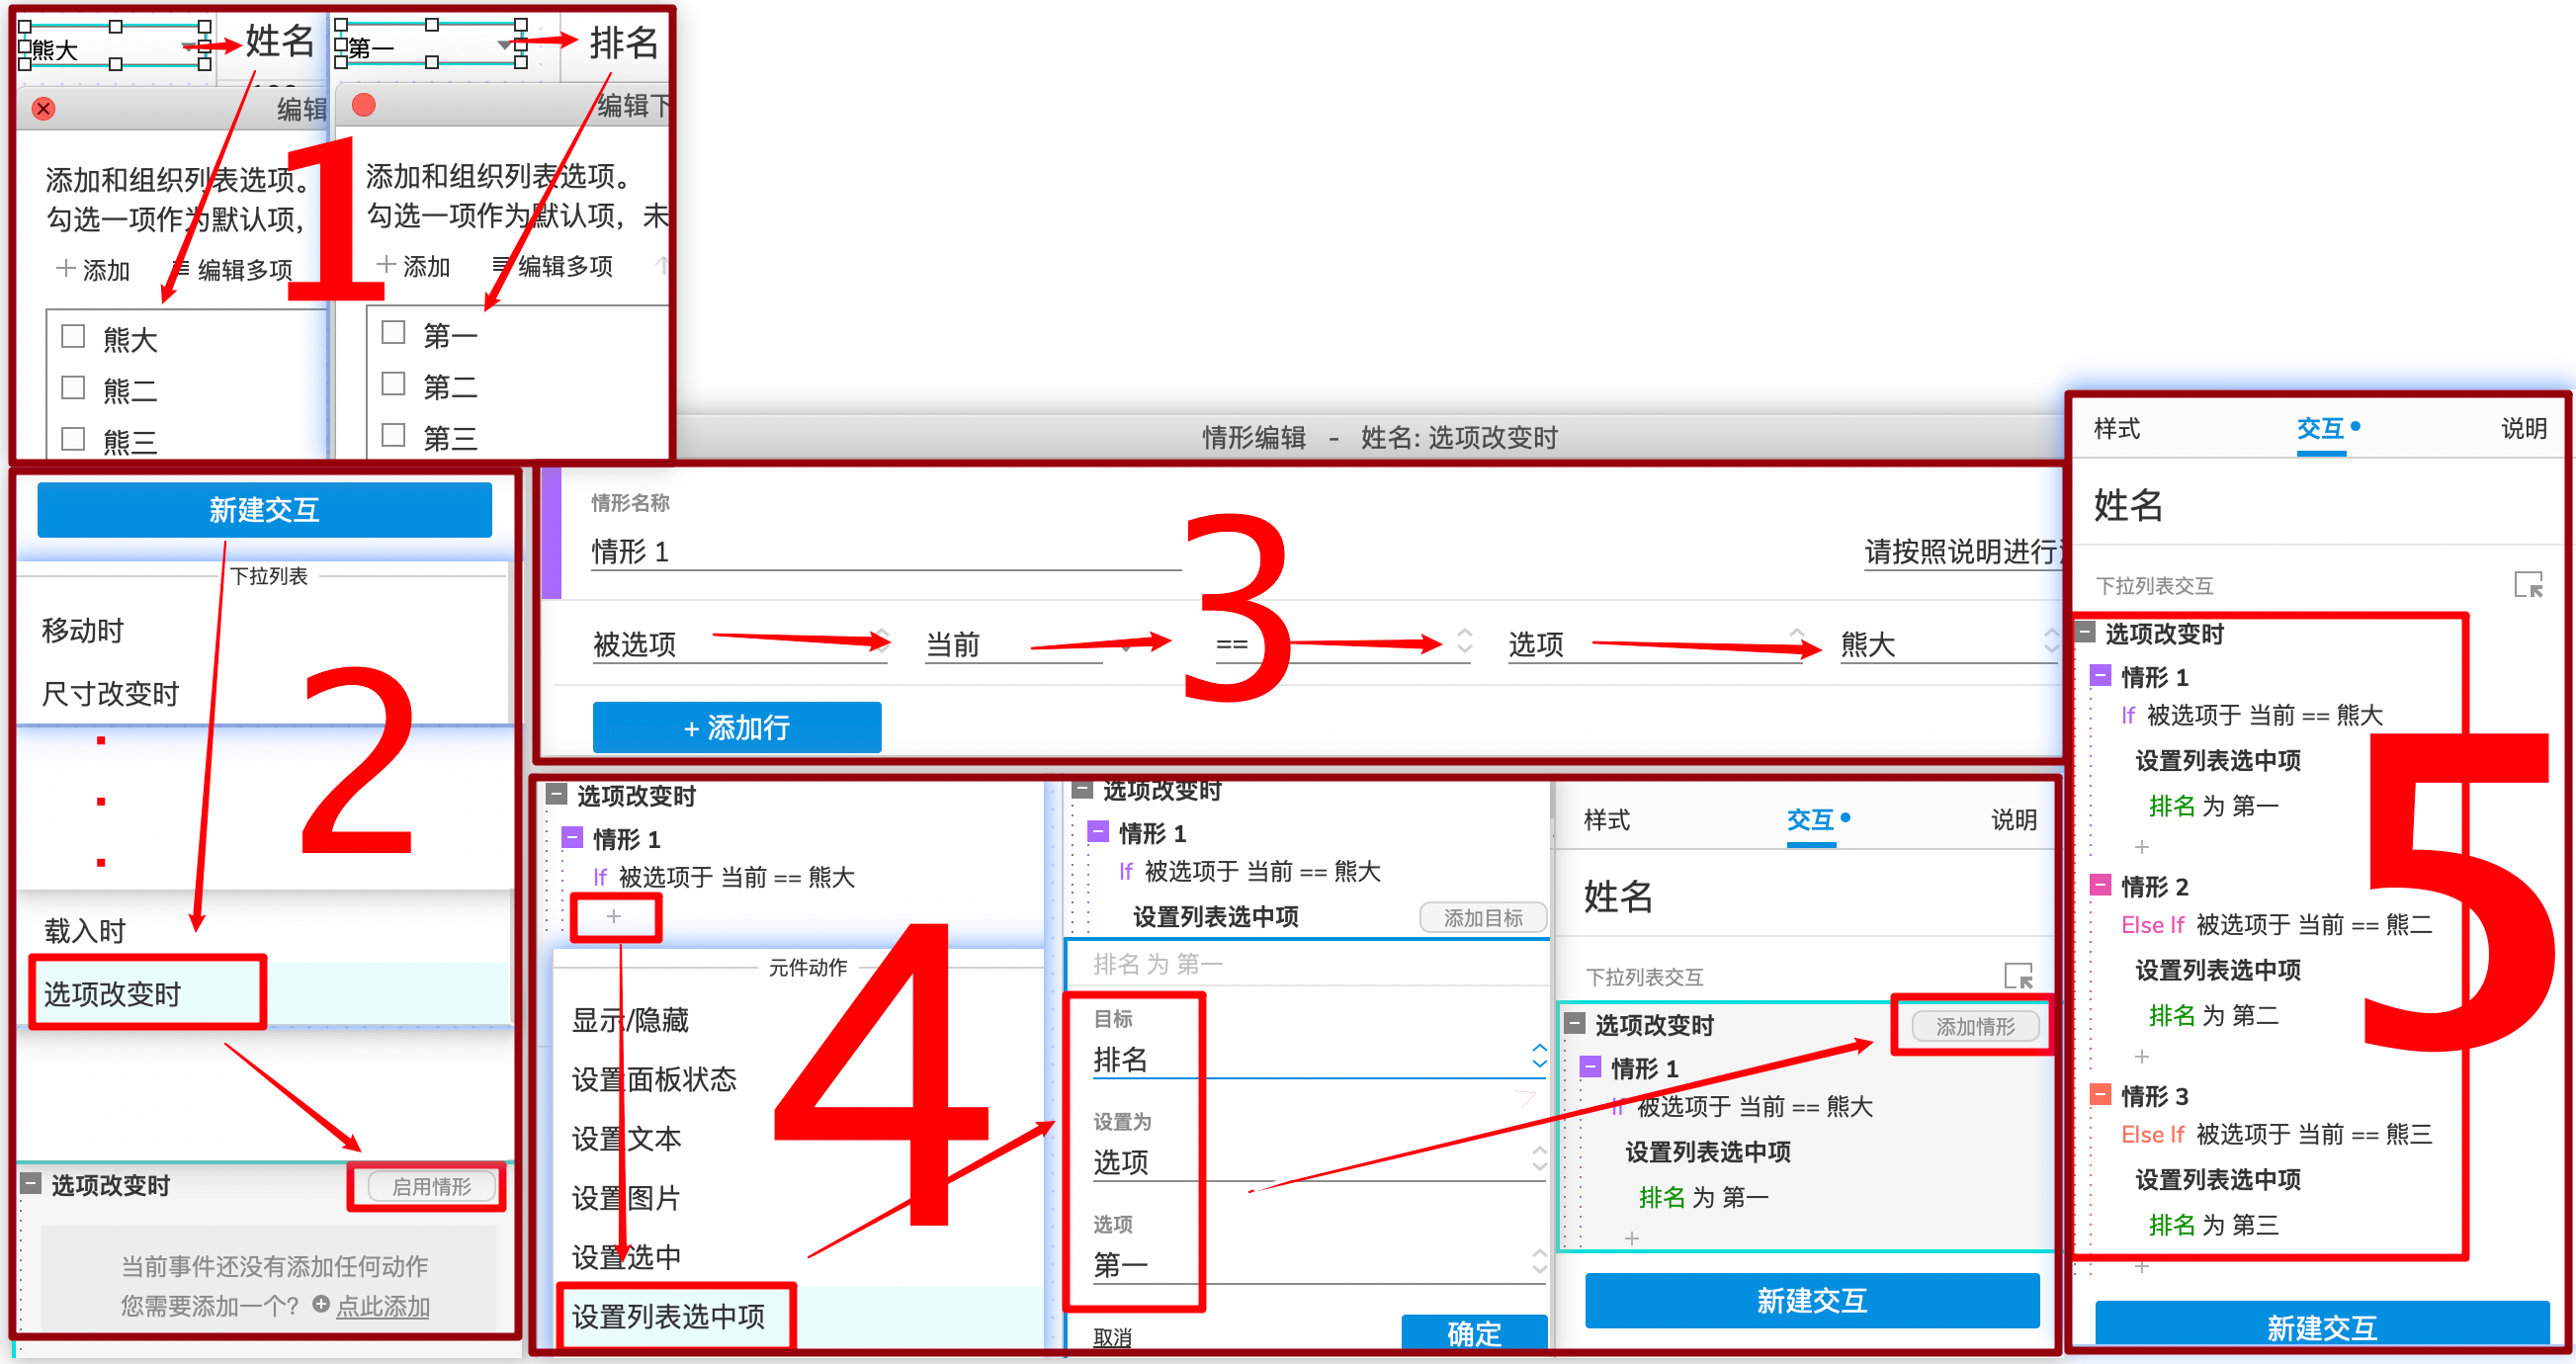 熊大
姓名
第一
排名
编辑
编辑下
添加和组织列表选项。
勾选一项作为默认项,
添加
编辑多项
熊大
熊二
熊三
添加和组织列表选项。
勾选一项作为默认项, 未
添加
编辑多项
第一
第二
第三
1
新建交互
下拉列表
移动时
尺寸改变时
载入时
选项改变时
选项改变时 启用情形
当前事件还没有添加任何动作
您需要添加一个? 点此添加
2
情形编辑 - 姓名: 选项改变时
情形名称
情形 1
请按照说明进行
被选项 当前 == 选项 熊大
+ 添加行
3
选项改变时
情形 1
If 被选项于 当前 == 熊大
+
元件动作
显示/隐藏
设置面板状态
设置文本
设置图片
设置选中
设置列表选中项
选项改变时
情形 1
If 被选项于 当前 == 熊大
设置列表选中项 添加目标
排名 为 第一
目标
排名
设置为
选项
选项
第一
取消 确定
样式 交互 说明
姓名
下拉列表交互
选项改变时 添加情形
情形 1
If 被选项于 当前 == 熊大
设置列表选中项
排名 为 第一
+
新建交互
4
样式 交互 说明
姓名
下拉列表交互
选项改变时
情形 1
If 被选项于 当前 == 熊大
设置列表选中项
排名 为 第一
+
情形 2
Else If 被选项于 当前 == 熊二
设置列表选中项
排名 为 第二
+
情形 3
Else If 被选项于 当前 == 熊三
设置列表选中项
排名 为 第三
+
新建交互
5